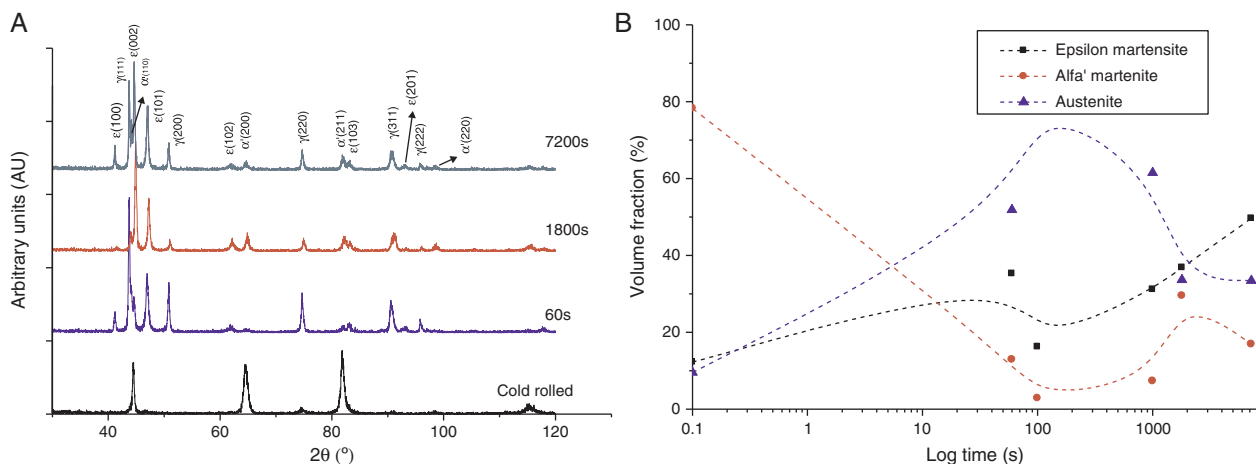 A
ε(002)
γ(111)
α'(110)
ε(100)
ε(101)
γ(200)
ε(102)
α'(200)
γ(220)
α'(211)
ε(103)
γ(311)
ε(201)
γ(222)
α'(220)
7200s
1800s
60s
Cold rolled
Arbitrary units (AU)
40 60 80 100 120
2θ (°)
B
100
80
60
40
20
0
Volume fraction (%)
Epsilon martensite
Alfa' martenite
Austenite
0.1 1 10 100 1000
Log time (s)